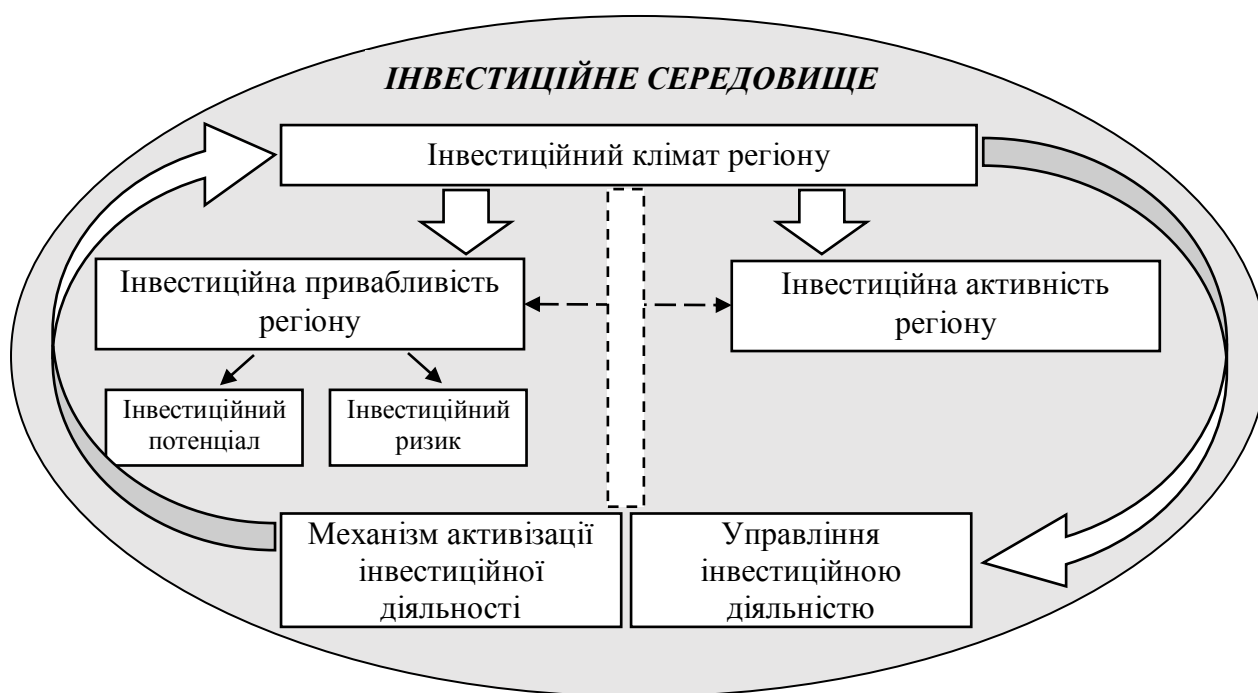 ІНВЕСТИЦІЙНЕ СЕРЕДОВИЩЕ
Інвестиційний клімат регіону
Інвестиційна привабливість
регіону
Інвестиційна активність
регіону
Інвестиційний
потенціал
Інвестиційний
ризик
Механізм активізації
інвестиційної
діяльності
Управління
інвестиційною
діяльністю